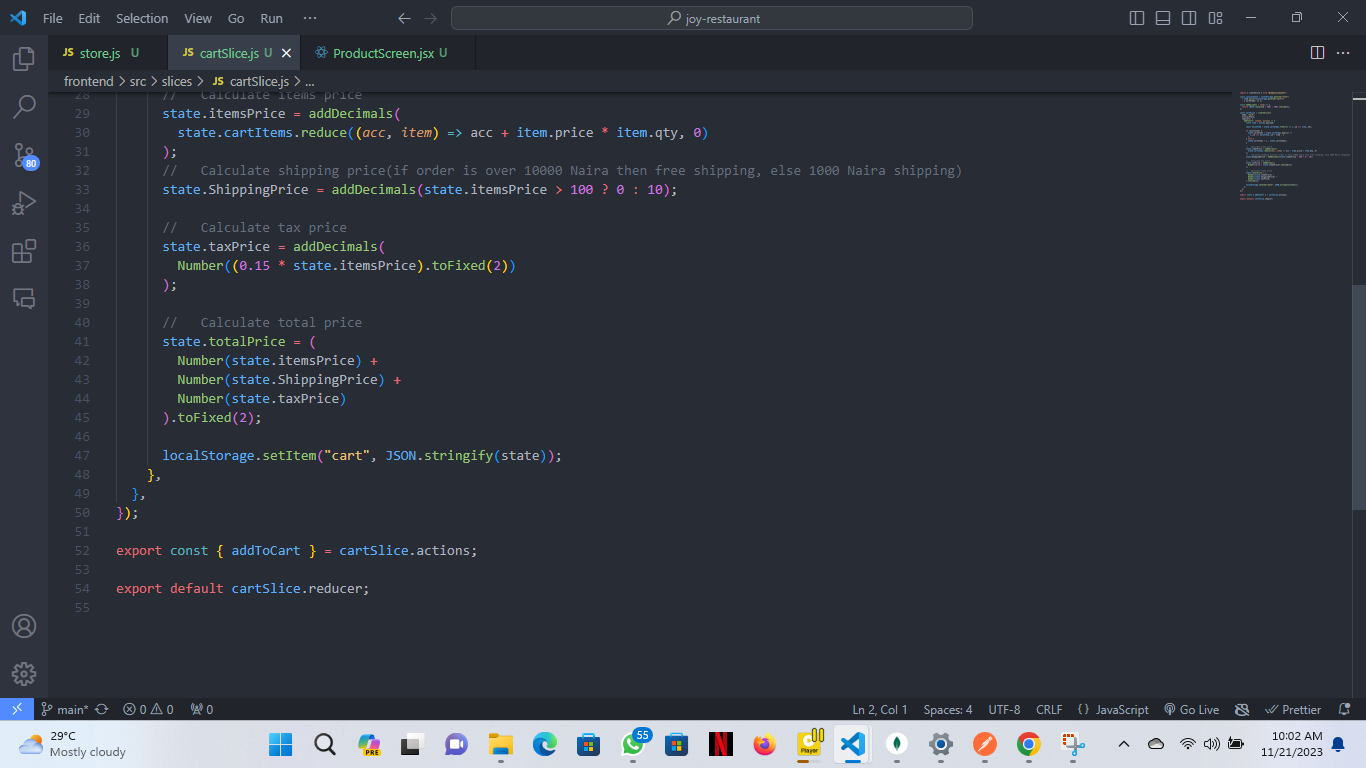 File Edit Selection View Go Run ···
joy-restaurant
JS store.js U
JS cartSlice.js U
ProductScreen.jsx U
frontend > src > slices > JS cartSlice.js > ...
28 // Calculate items price
29 state.itemsPrice = addDecimals(
30 state.cartItems.reduce((acc, item) => acc + item.price * item.qty, 0)
31 );
32 // Calculate shipping price(if order is over 10000 Naira then free shipping, else 1000 Naira shipping)
33 state.ShippingPrice = addDecimals(state.itemsPrice > 100 ? 0 : 10);
34
35 // Calculate tax price
36 state.taxPrice = addDecimals(
37 Number((0.15 * state.itemsPrice).toFixed(2))
38 );
39
40 // Calculate total price
41 state.totalPrice = (
42 Number(state.itemsPrice) +
43 Number(state.ShippingPrice) +
44 Number(state.taxPrice)
45 ).toFixed(2);
46
47 localStorage.setItem("cart", JSON.stringify(state));
48 },
49 },
50 });
51
52 export const { addToCart } = cartSlice.actions;
53
54 export default cartSlice.reducer;
55
80
main* 0 0 0 Ln 2, Col 1 Spaces: 4 UTF-8 CRLF {} JavaScript Go Live Prettier
29°C
Mostly cloudy
PRE
55
Player
10:02 AM
11/21/2023